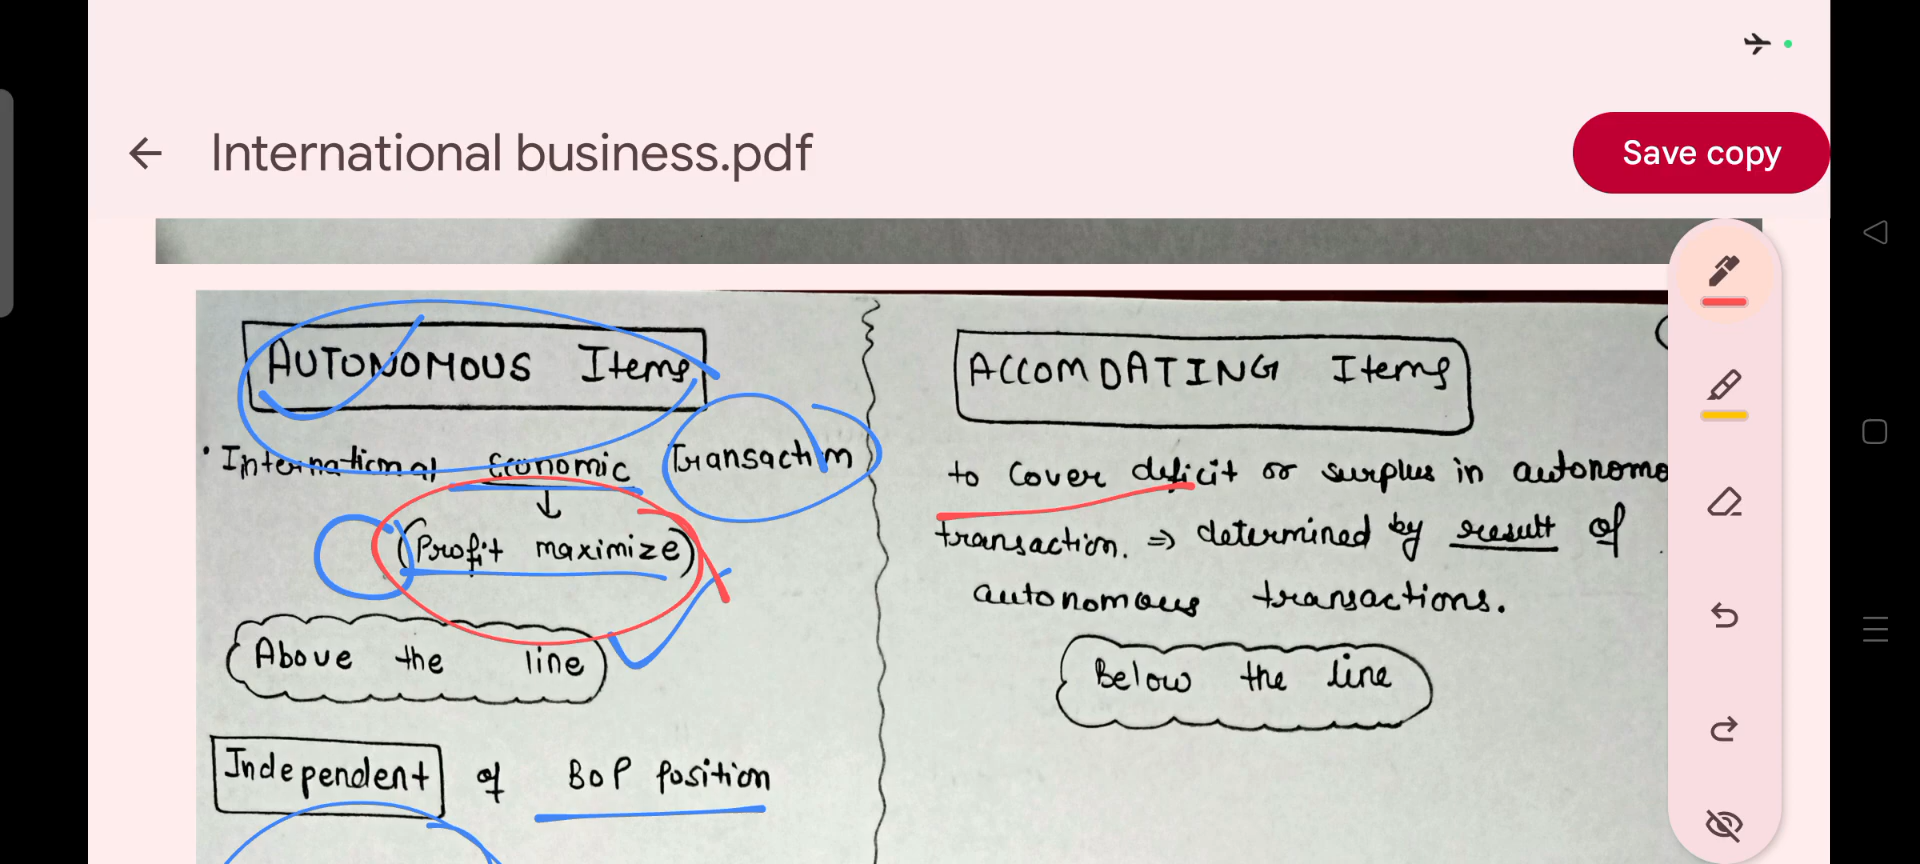 International business.pdf
Save copy
AUTONOMOUS Items
• International Economic Transaction
↓
(Profit maximize)
Above the line
Independent of BOP position
ACCOMDATING Items
to cover deficit or surplus in autonomo
transaction. ⇒ determined by result of
autonomous transactions.
Below the line